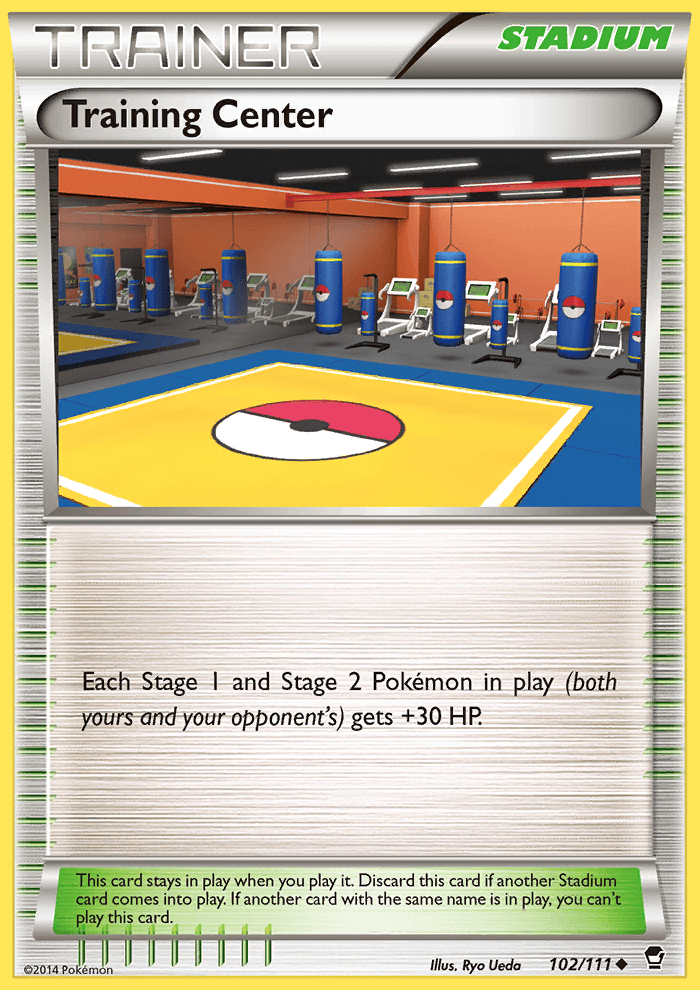 TRAINER
STADIUM
Training Center
Each Stage 1 and Stage 2 Pokémon in play (both
yours and your opponent's) gets +30 HP.
This card stays in play when you play it. Discard this card if another Stadium
card comes into play. If another card with the same name is in play, you can't
play this card.
©2014 Pokémon
Illus. Ryo Ueda
102/111